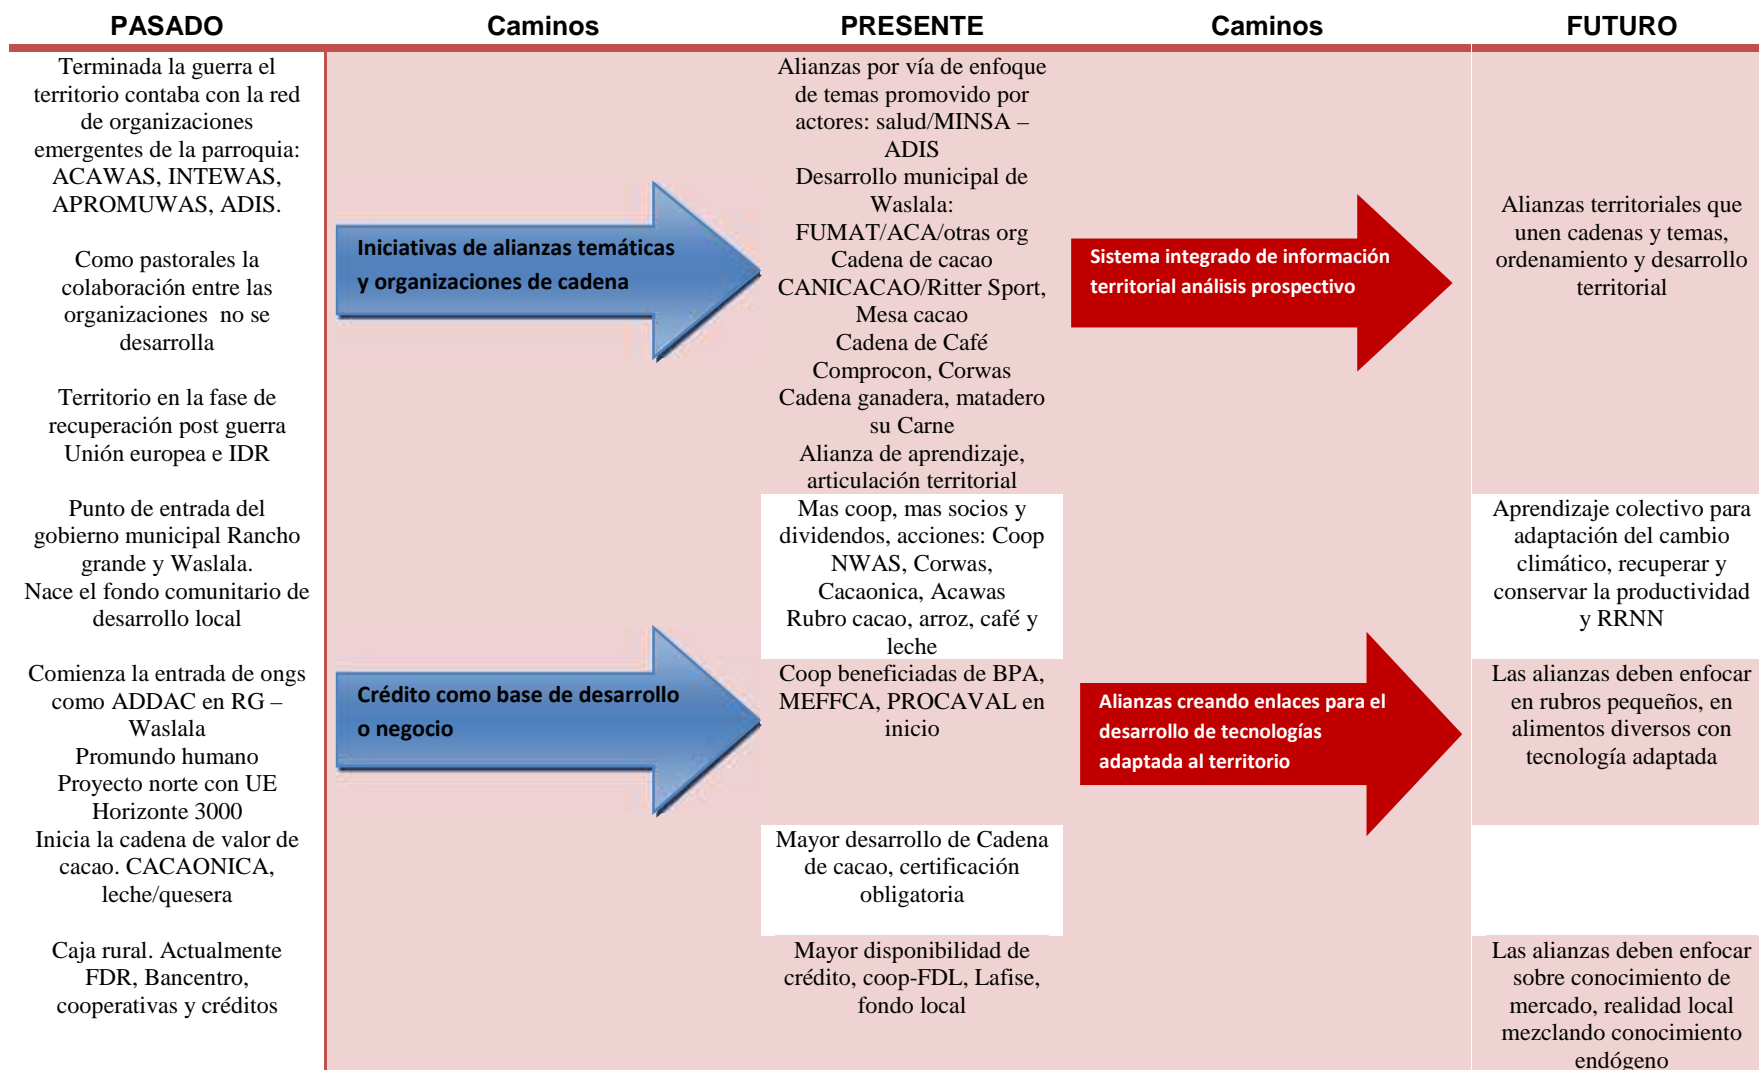 PASADO
Caminos
PRESENTE
Caminos
FUTURO
Terminada la guerra el
territorio contaba con la red
de organizaciones
emergentes de la parroquia:
ACAWAS, INTEWAS,
APROMUWAS, ADIS.
Como pastorales la
colaboración entre las
organizaciones no se
desarrolla
Territorio en la fase de
recuperación post guerra
Unión europea e IDR
Punto de entrada del
gobierno municipal Rancho
grande y Waslala.
Nace el fondo comunitario de
desarrollo local
Comienza la entrada de ongs
como ADDAC en RG –
Waslala
Promundo humano
Proyecto norte con UE
Horizonte 3000
Inicia la cadena de valor de
cacao. CACAONICA,
leche/quesera
Caja rural. Actualmente
FDR, Bancentro,
cooperativas y créditos
Iniciativas de alianzas temáticas
y organizaciones de cadena
Crédito como base de desarrollo
o negocio
Alianzas por vía de enfoque
de temas promovido por
actores: salud/MINSA –
ADIS
Desarrollo municipal de
Waslala:
FUMAT/ACA/otras org
Cadena de cacao
CANICACAO/Ritter Sport,
Mesa cacao
Cadena de Café
Comprocon, Corwas
Cadena ganadera, matadero
su Carne
Alianza de aprendizaje,
articulación territorial
Mas coop, mas socios y
dividendos, acciones: Coop
NWAS, Corwas,
Cacaonica, Acawas
Rubro cacao, arroz, café y
leche
Coop beneficiadas de BPA,
MEFFCA, PROCAVAL en
inicio
Mayor desarrollo de Cadena
de cacao, certificación
obligatoria
Mayor disponibilidad de
crédito, coop-FDL, Lafise,
fondo local
Sistema integrado de información
territorial análisis prospectivo
Alianzas creando enlaces para el
desarrollo de tecnologías
adaptada al territorio
Alianzas territoriales que
unen cadenas y temas,
ordenamiento y desarrollo
territorial
Aprendizaje colectivo para
adaptación del cambio
climático, recuperar y
conservar la productividad
y RRNN
Las alianzas deben enfocar
en rubros pequeños, en
alimentos diversos con
tecnología adaptada
Las alianzas deben enfocar
sobre conocimiento de
mercado, realidad local
mezclando conocimiento
endógeno